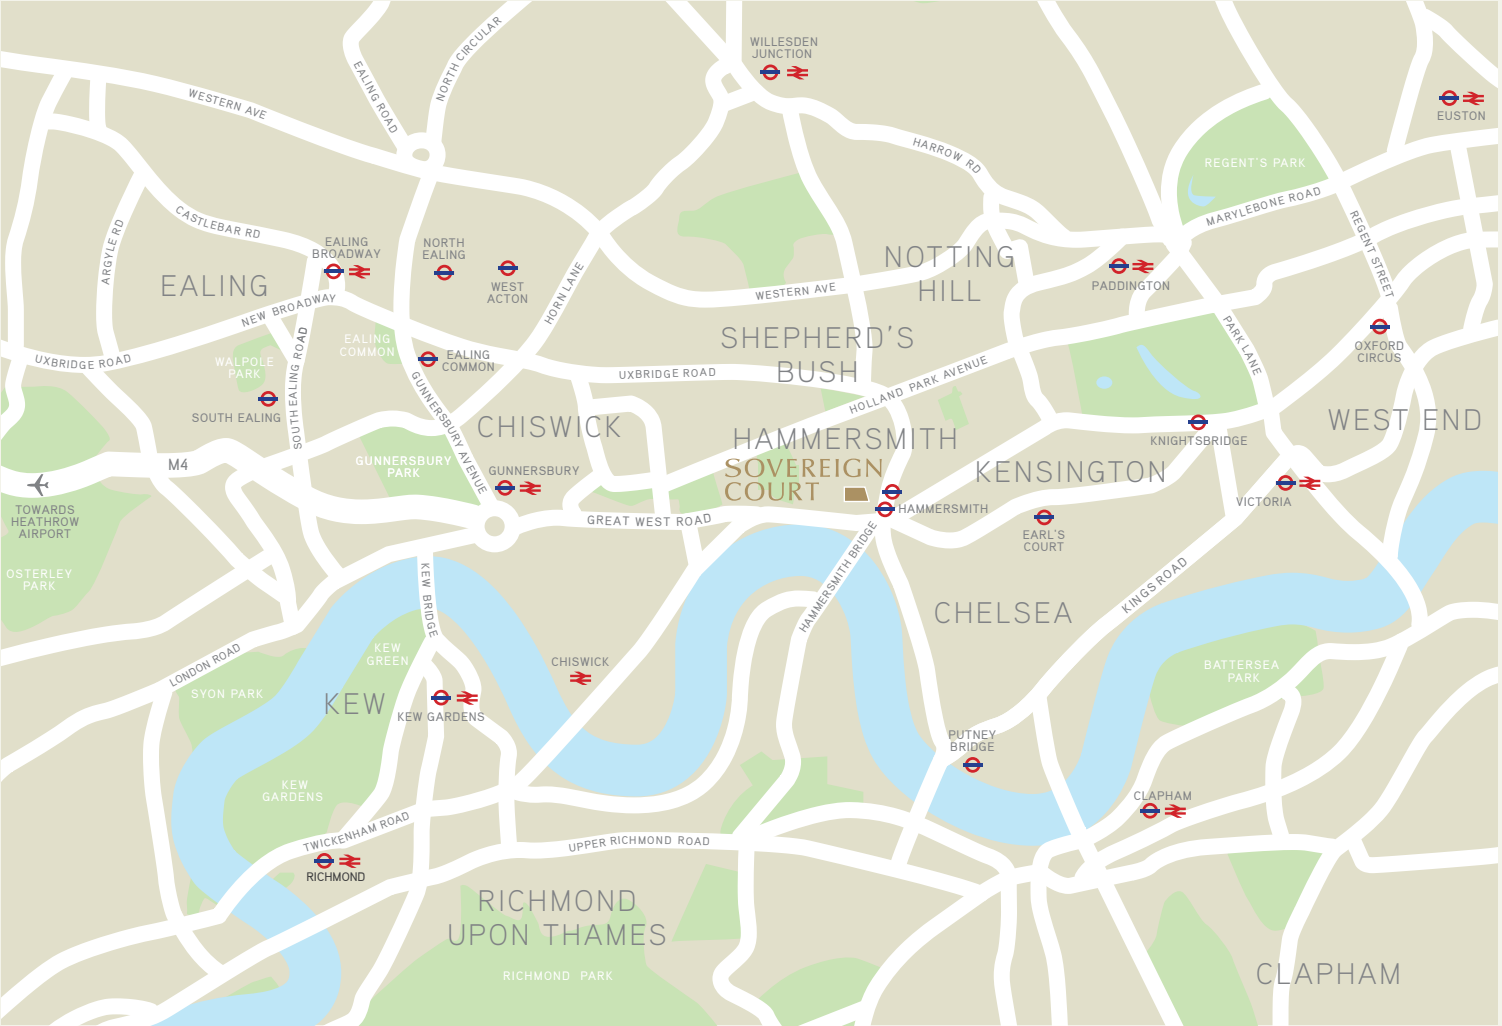 WILLESDEN
JUNCTION
NORTH CIRCULAR
EALING ROAD
WESTERN AVE
EUSTON
HARROW RD
REGENT'S PARK
MARYLEBONE ROAD
REGENT STREET
CASTLEBAR RD
ARGYLE RD
EALING
BROADWAY
NORTH
EALING
WEST
ACTON
HORN LANE
EALING
NEW BROADWAY
WESTERN AVE
NOTTING
HILL
PADDINGTON
PARK LANE
OXFORD
CIRCUS
SHEPHERD'S
BUSH
UXBRIDGE ROAD
WALPOLE
PARK
SOUTH EALING ROAD
EALING
COMMON
EALING
COMMON
UXBRIDGE ROAD
HOLLAND PARK AVENUE
SOUTH EALING
GUNNERSBURY AVENUE
CHISWICK
HAMMERSMITH
KNIGHTSBRIDGE
WEST END
M4
GUNNERSBURY
PARK
GUNNERSBURY
SOVEREIGN
COURT
KENSINGTON
HAMMERSMITH
VICTORIA
TOWARDS
HEATHROW
AIRPORT
GREAT WEST ROAD
EARL'S
COURT
OSTERLEY
PARK
KEW BRIDGE
HAMMERSMITH BRIDGE
KINGS ROAD
CHELSEA
LONDON ROAD
KEW
GREEN
CHISWICK
BATTERSEA
PARK
SYON PARK
KEW
KEW GARDENS
PUTNEY
BRIDGE
KEW
GARDENS
CLAPHAM
TWICKENHAM ROAD
UPPER RICHMOND ROAD
RICHMOND
RICHMOND
UPON THAMES
RICHMOND PARK
CLAPHAM